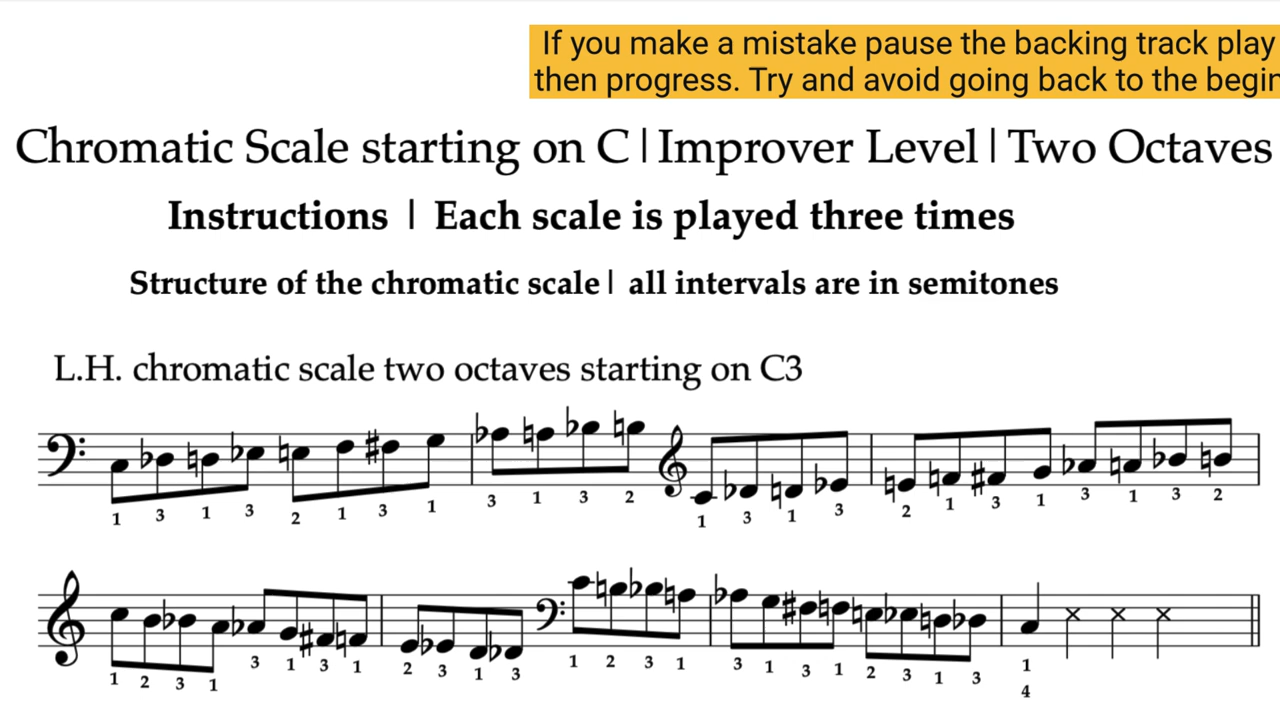 If you make a mistake pause the backing track play
then progress. Try and avoid going back to the begin
Chromatic Scale starting on C | Improver Level | Two Octaves
Instructions | Each scale is played three times
Structure of the chromatic scale | all intervals are in semitones
L.H. chromatic scale two octaves starting on C3
1 3 1 3 2 1 3 1 3 1 3 2 1 3 1 3 2 1 3 1 3 1 3 2
1 2 3 1 3 1 3 1 2 3 1 3 1 2 3 1 3 1 3 1 2 3 1 3 1
4